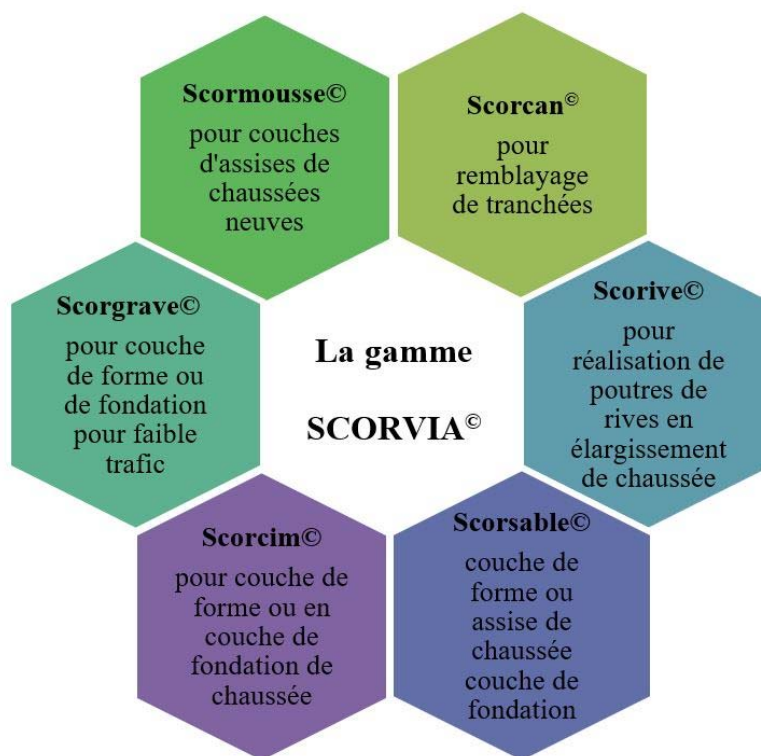 Scormousse©
pour couches
d'assises de
chaussées
neuves
Scorcan©
pour
remblayage
de tranchées
Scorgrave©
pour couche
de forme ou
de fondation
pour faible
trafic
La gamme
SCORVIA©
Scorive©
pour
réalisation de
poutres de
rives en
élargissement
de chaussée
Scorcim©
pour couche de
forme ou en
couche de
fondation de
chaussée
Scorsable©
couche de
forme ou
assise de
chaussée
couche de
fondation